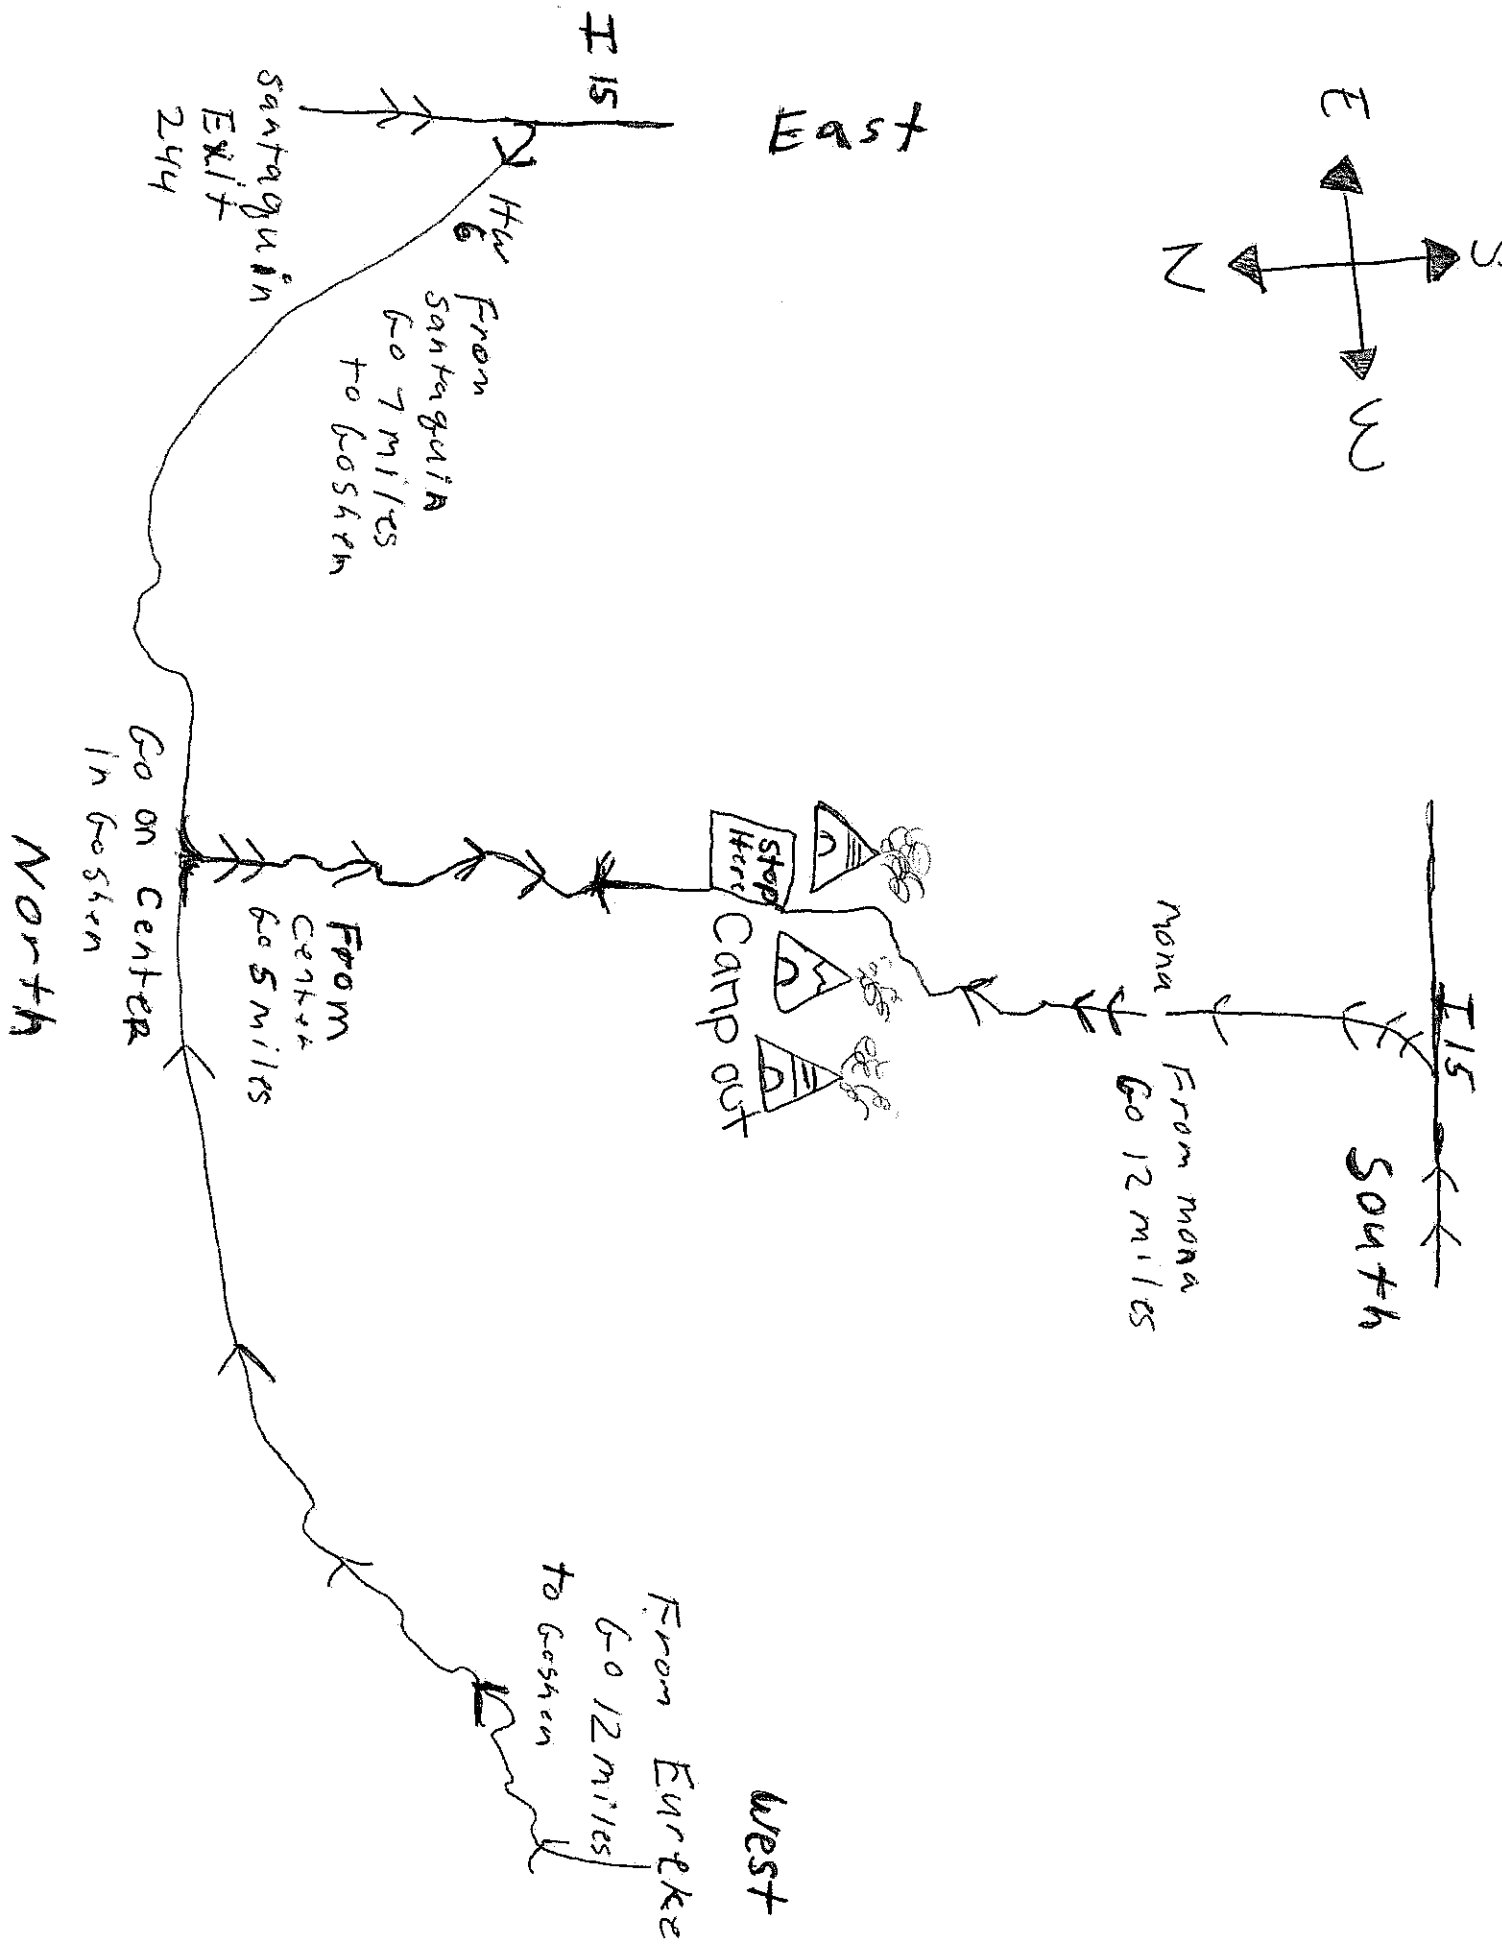 I 15
South
mona
From mona
Go 12 miles
S
E
W
N
East
I 15
Santaquin
Exit
244
HW
6
From
Santaquin
Go 7 miles
to Goshen
Stop
Here
Camp out
West
From Eureke
Go 12 miles
to Goshen
From
Center
Go 5 miles
Go on Center
in Goshen
North